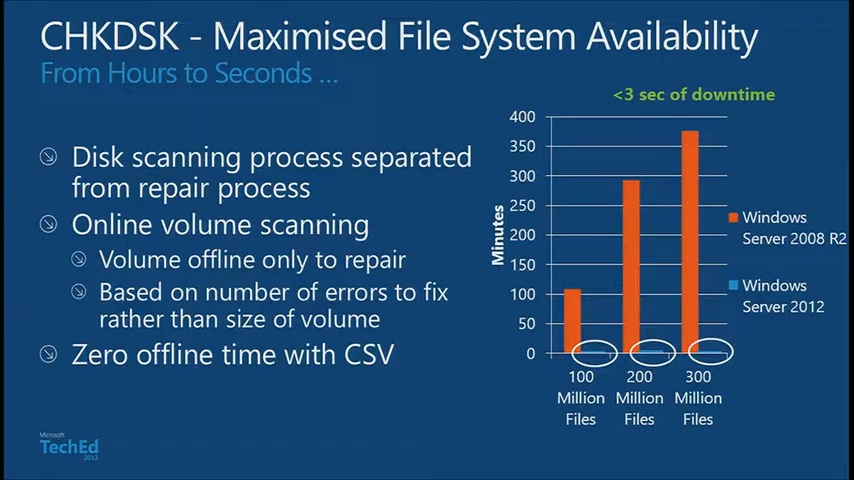 CHKDSK - Maximised File System Availability
From Hours to Seconds ...
Disk scanning process separated
from repair process
Online volume scanning
Volume offline only to repair
Based on number of errors to fix
rather than size of volume
Zero offline time with CSV
<3 sec of downtime
400
350
300
250
200
150
100
50
0
Minutes
100
Million
Files
200
Million
Files
300
Million
Files
Windows
Server 2008 R2
Windows
Server 2012
Microsoft
TechEd
2012